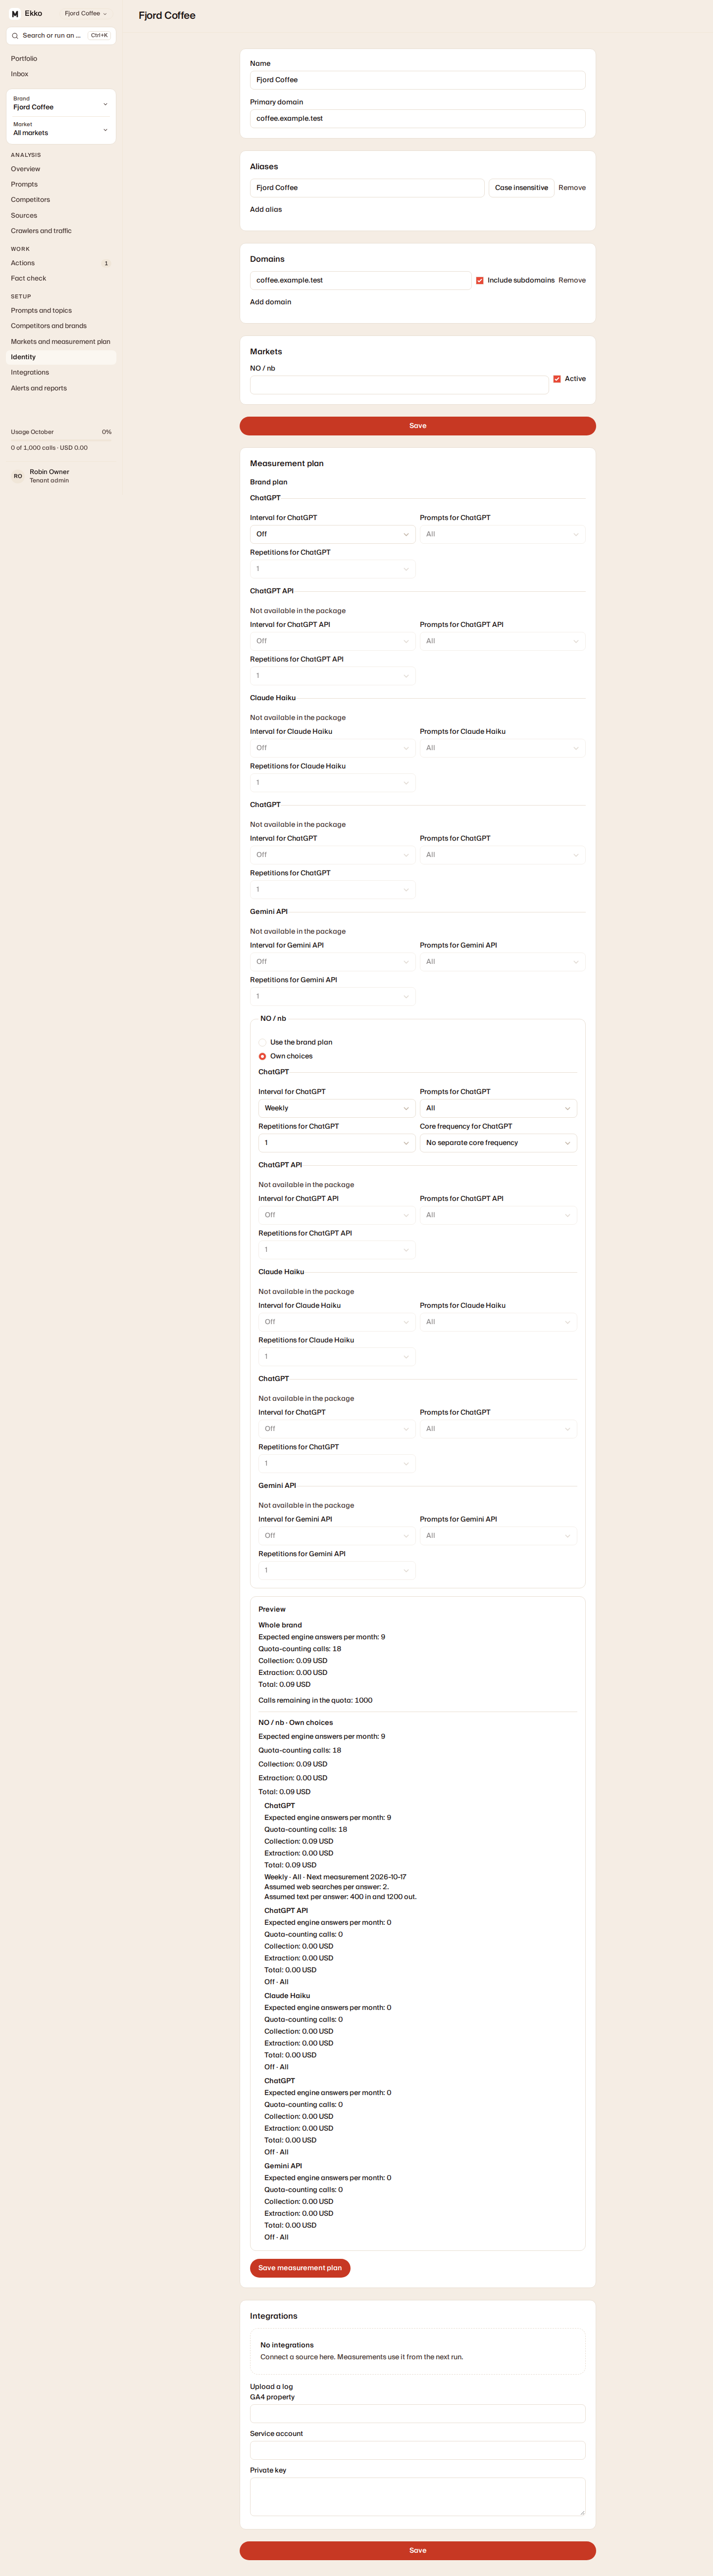 Ekko
Fjord Coffee
Search or run an ...
Ctrl+K
Portfolio
Inbox
Brand
Fjord Coffee
Market
All markets
ANALYSIS
Overview
Prompts
Competitors
Sources
Crawlers and traffic
WORK
Actions
1
Fact check
SETUP
Prompts and topics
Competitors and brands
Markets and measurement plan
Identity
Integrations
Alerts and reports
Usage October
0%
0 of 1,000 calls · USD 0.00
RO
Robin Owner
Tenant admin
Fjord Coffee
Name
Fjord Coffee
Primary domain
coffee.example.test
Aliases
Fjord Coffee
Case insensitive
Remove
Add alias
Domains
coffee.example.test
Include subdomains
Remove
Add domain
Markets
NO / nb
Active
Save
Measurement plan
Brand plan
ChatGPT
Interval for ChatGPT
Prompts for ChatGPT
Off
All
Repetitions for ChatGPT
1
ChatGPT API
Not available in the package
Interval for ChatGPT API
Prompts for ChatGPT API
Off
All
Repetitions for ChatGPT API
1
Claude Haiku
Not available in the package
Interval for Claude Haiku
Prompts for Claude Haiku
Off
All
Repetitions for Claude Haiku
1
ChatGPT
Not available in the package
Interval for ChatGPT
Prompts for ChatGPT
Off
All
Repetitions for ChatGPT
1
Gemini API
Not available in the package
Interval for Gemini API
Prompts for Gemini API
Off
All
Repetitions for Gemini API
1
NO / nb
Use the brand plan
Own choices
ChatGPT
Interval for ChatGPT
Prompts for ChatGPT
Weekly
All
Repetitions for ChatGPT
Core frequency for ChatGPT
1
No separate core frequency
ChatGPT API
Not available in the package
Interval for ChatGPT API
Prompts for ChatGPT API
Off
All
Repetitions for ChatGPT API
1
Claude Haiku
Not available in the package
Interval for Claude Haiku
Prompts for Claude Haiku
Off
All
Repetitions for Claude Haiku
1
ChatGPT
Not available in the package
Interval for ChatGPT
Prompts for ChatGPT
Off
All
Repetitions for ChatGPT
1
Gemini API
Not available in the package
Interval for Gemini API
Prompts for Gemini API
Off
All
Repetitions for Gemini API
1
Preview
Whole brand
Expected engine answers per month: 9
Quota-counting calls: 18
Collection: 0.09 USD
Extraction: 0.00 USD
Total: 0.09 USD
Calls remaining in the quota: 1000
NO / nb · Own choices
Expected engine answers per month: 9
Quota-counting calls: 18
Collection: 0.09 USD
Extraction: 0.00 USD
Total: 0.09 USD
ChatGPT
Expected engine answers per month: 9
Quota-counting calls: 18
Collection: 0.09 USD
Extraction: 0.00 USD
Total: 0.09 USD
Weekly · All · Next measurement 2026-10-17
Assumed web searches per answer: 2.
Assumed text per answer: 400 in and 1200 out.
ChatGPT API
Expected engine answers per month: 0
Quota-counting calls: 0
Collection: 0.00 USD
Extraction: 0.00 USD
Total: 0.00 USD
Off · All
Claude Haiku
Expected engine answers per month: 0
Quota-counting calls: 0
Collection: 0.00 USD
Extraction: 0.00 USD
Total: 0.00 USD
Off · All
ChatGPT
Expected engine answers per month: 0
Quota-counting calls: 0
Collection: 0.00 USD
Extraction: 0.00 USD
Total: 0.00 USD
Off · All
Gemini API
Expected engine answers per month: 0
Quota-counting calls: 0
Collection: 0.00 USD
Extraction: 0.00 USD
Total: 0.00 USD
Off · All
Save measurement plan
Integrations
No integrations
Connect a source here. Measurements use it from the next run.
Upload a log
GA4 property
Service account
Private key
Save